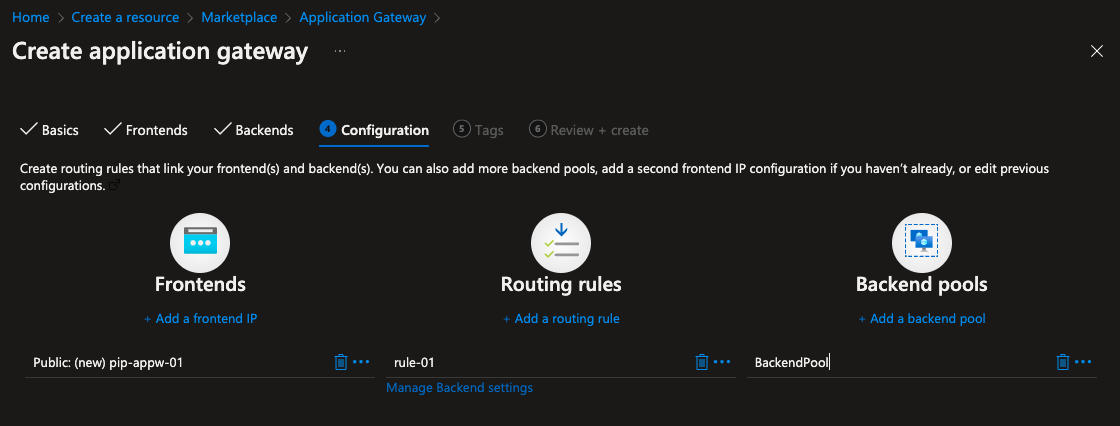 Home > Create a resource > Marketplace > Application Gateway >
Create application gateway ...
Basics Frontends Backends 4 Configuration 5 Tags 6 Review + create
Create routing rules that link your frontend(s) and backend(s). You can also add more backend pools, add a second frontend IP configuration if you haven't already, or edit previous
configurations.
Frontends Routing rules Backend pools
+ Add a frontend IP + Add a routing rule + Add a backend pool
Public: (new) pip-appw-01 rule-01 BackendPool
Manage Backend settings